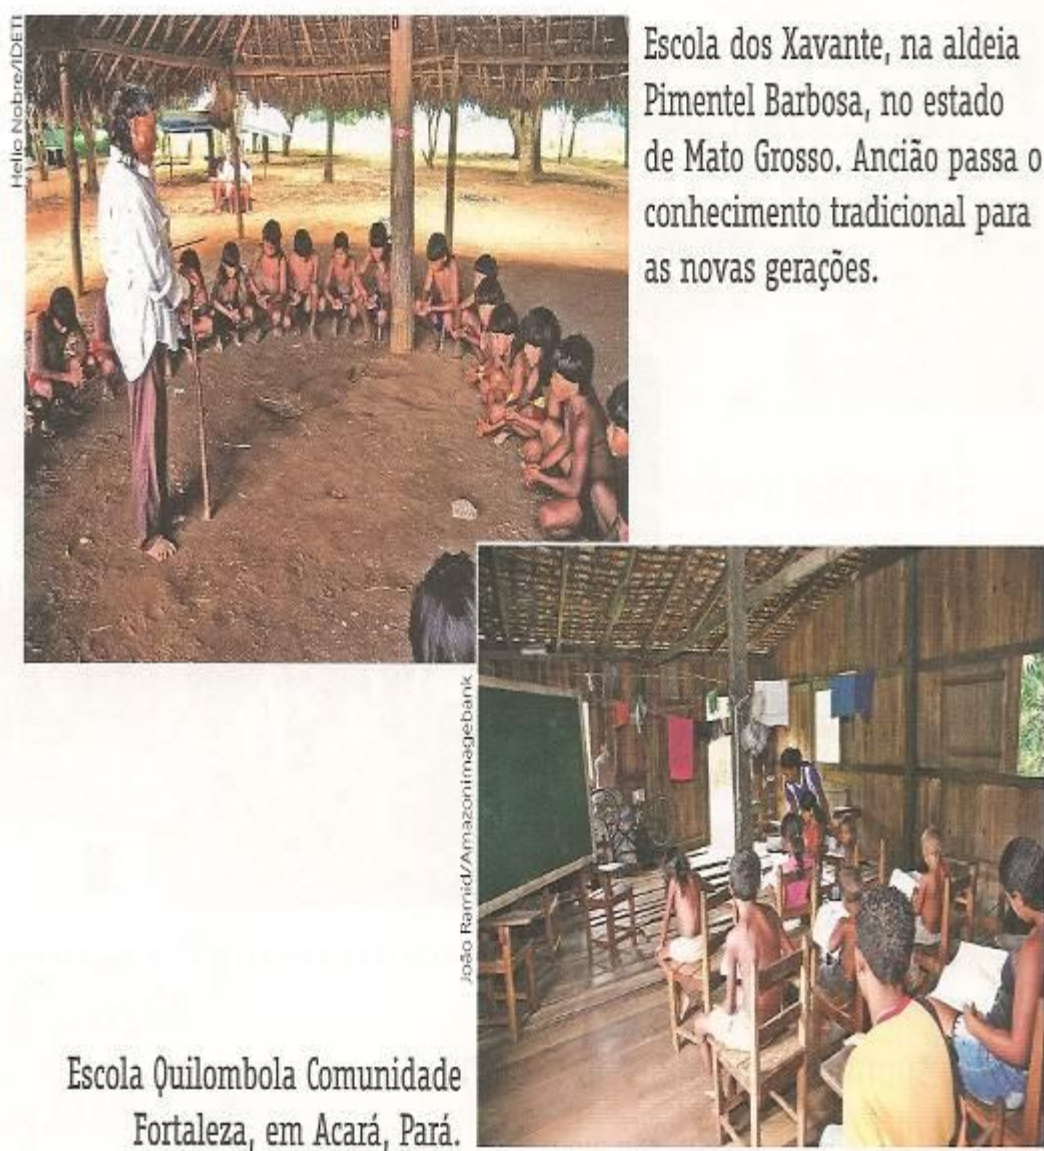 Helio Nobre/IDETI
Escola dos Xavante, na aldeia
Pimentel Barbosa, no estado
de Mato Grosso. Ancião passa o
conhecimento tradicional para
as novas gerações.
João Ramid/Amazonimagebank
Escola Quilombola Comunidade
Fortaleza, em Acará, Pará.